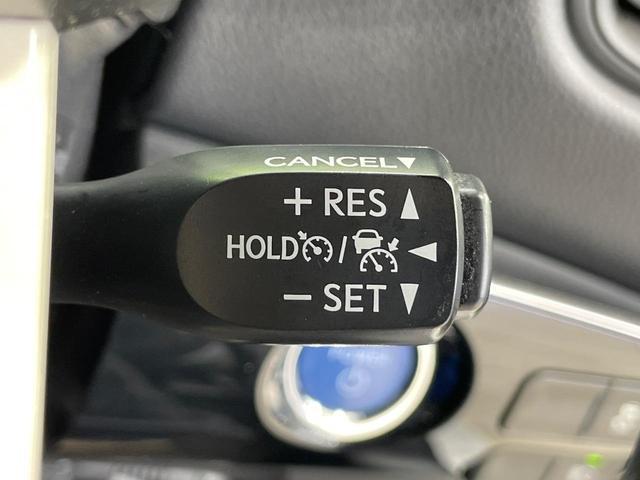 CANCEL▼
+ RES ▲
HOLD / ◀
− SET ▼